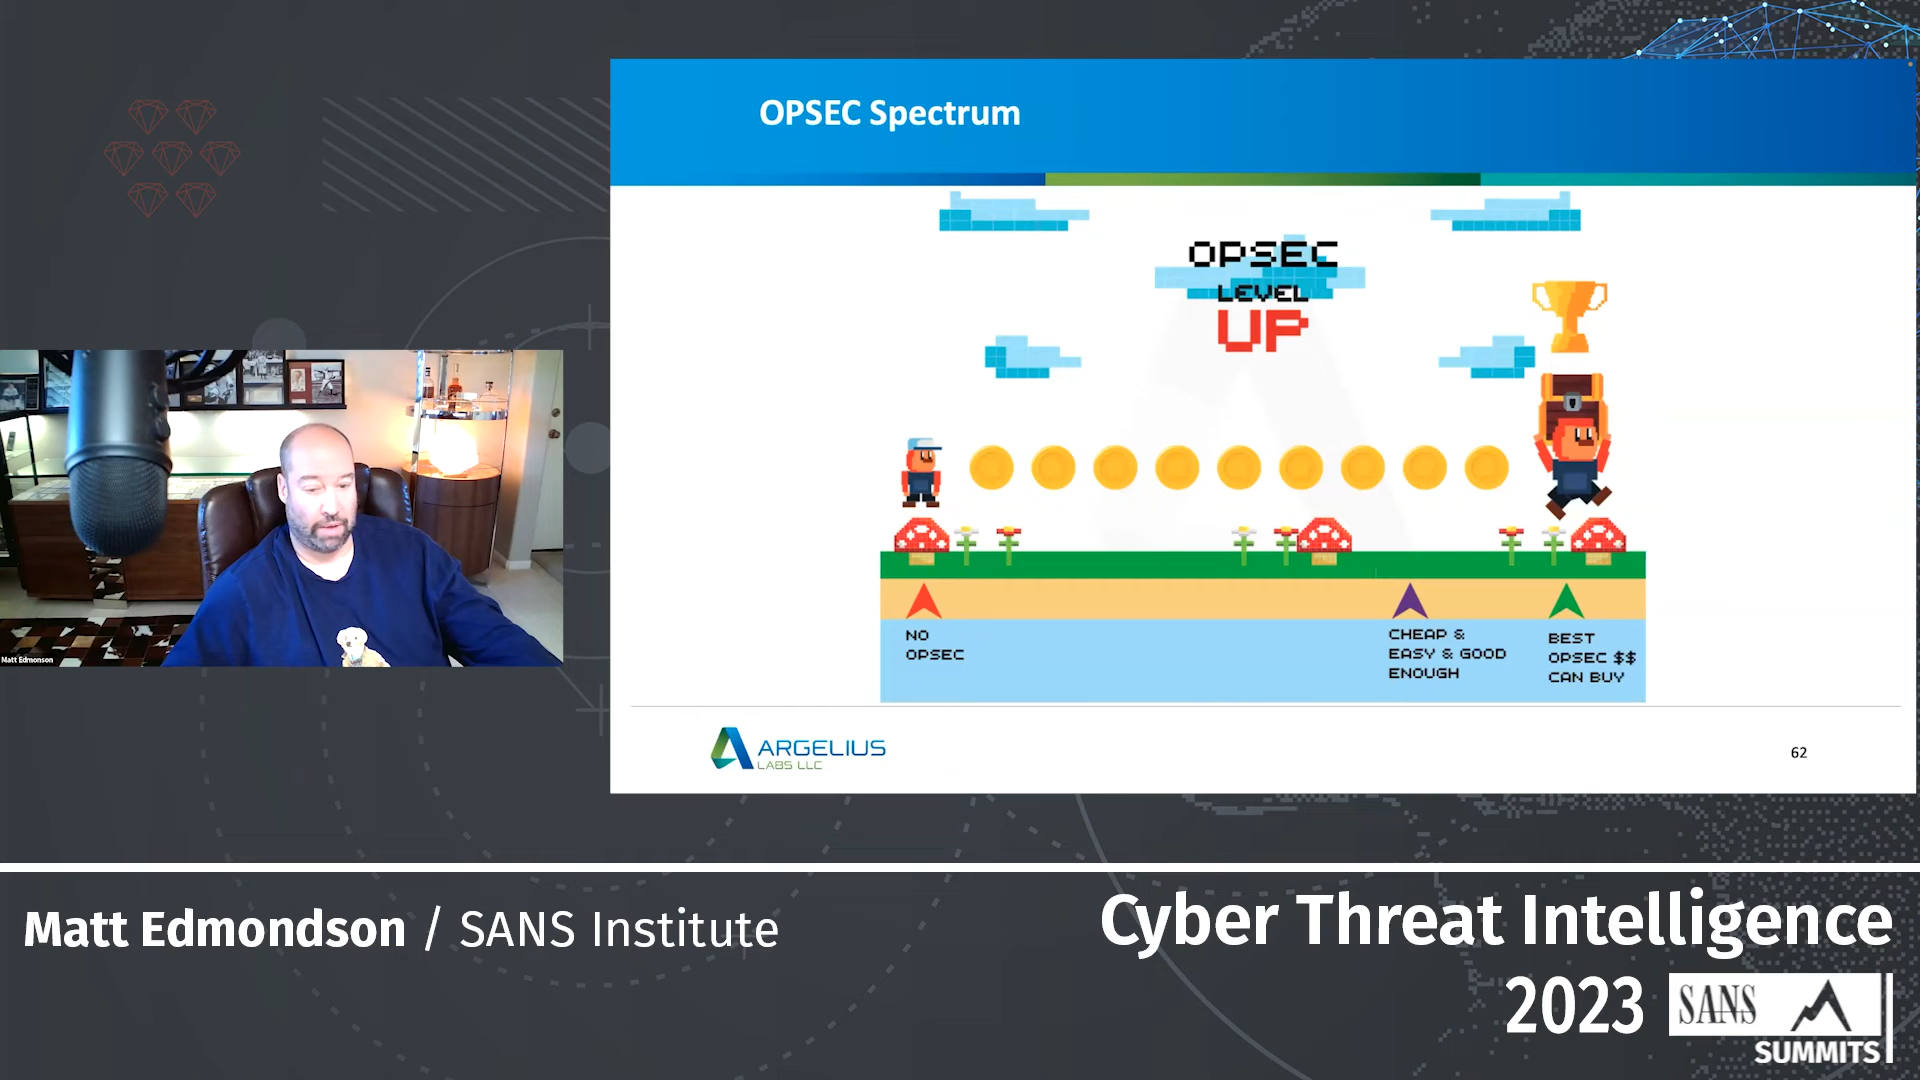 OPSEC Spectrum
OPSEC
LEVEL
UP
NO
OPSEC
CHEAP &
EASY & GOOD
ENOUGH
BEST
OPSEC $$
CAN BUY
ARGELIUS
LABS LLC
62
Matt Edmonson
Matt Edmondson / SANS Institute
Cyber Threat Intelligence
2023
SANS
SUMMITS